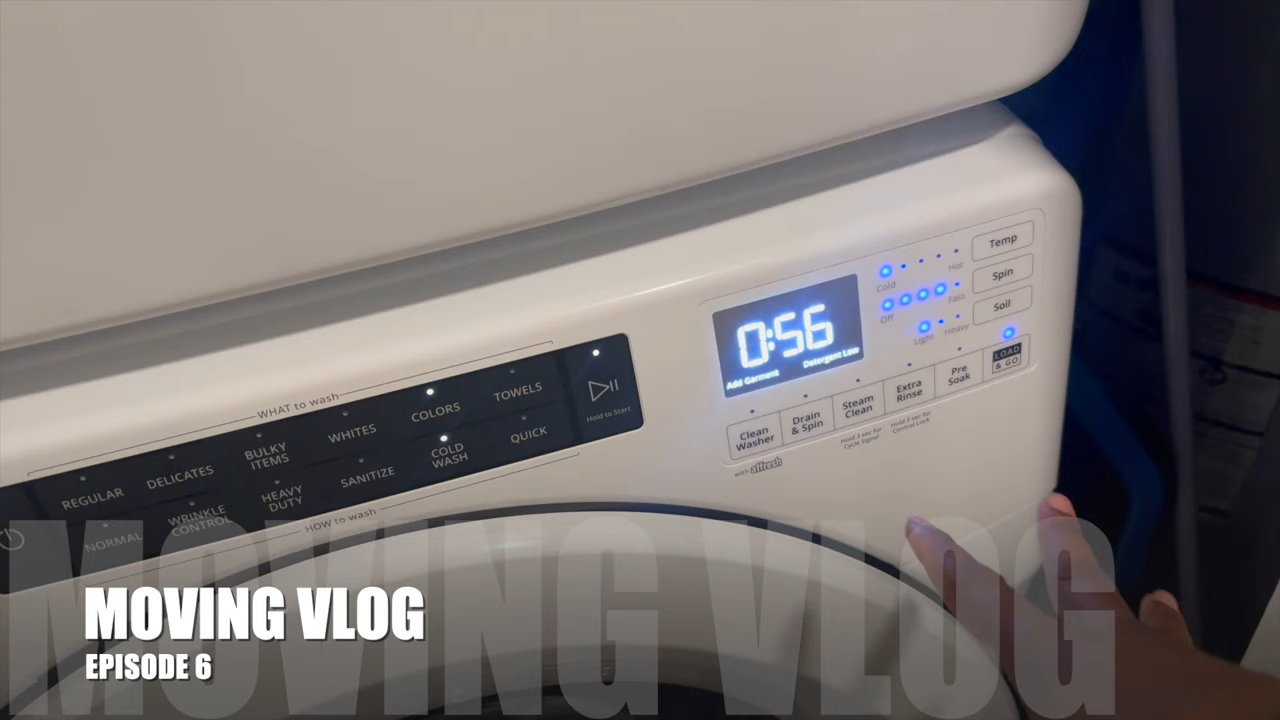 WHAT to wash
REGULAR
DELICATES
BULKY
ITEMS
WHITES
COLORS
TOWELS
NORMAL
WRINKLE
CONTROL
HEAVY
DUTY
SANITIZE
COLD
WASH
QUICK
HOW to wash
Hold to Start
0:56
Add Garment
Detergent Low
Cold
Hot
Off
Fast
Light
Heavy
Temp
Spin
Soil
Clean
Washer
with affresh
Drain
& Spin
Steam
Clean
Hold 3 sec for
Cycle Signal
Extra
Rinse
Hold 3 sec for
Control Lock
Pre
Soak
LOAD
& GO
MOVING VLOG
MOVING VLOG
EPISODE 6